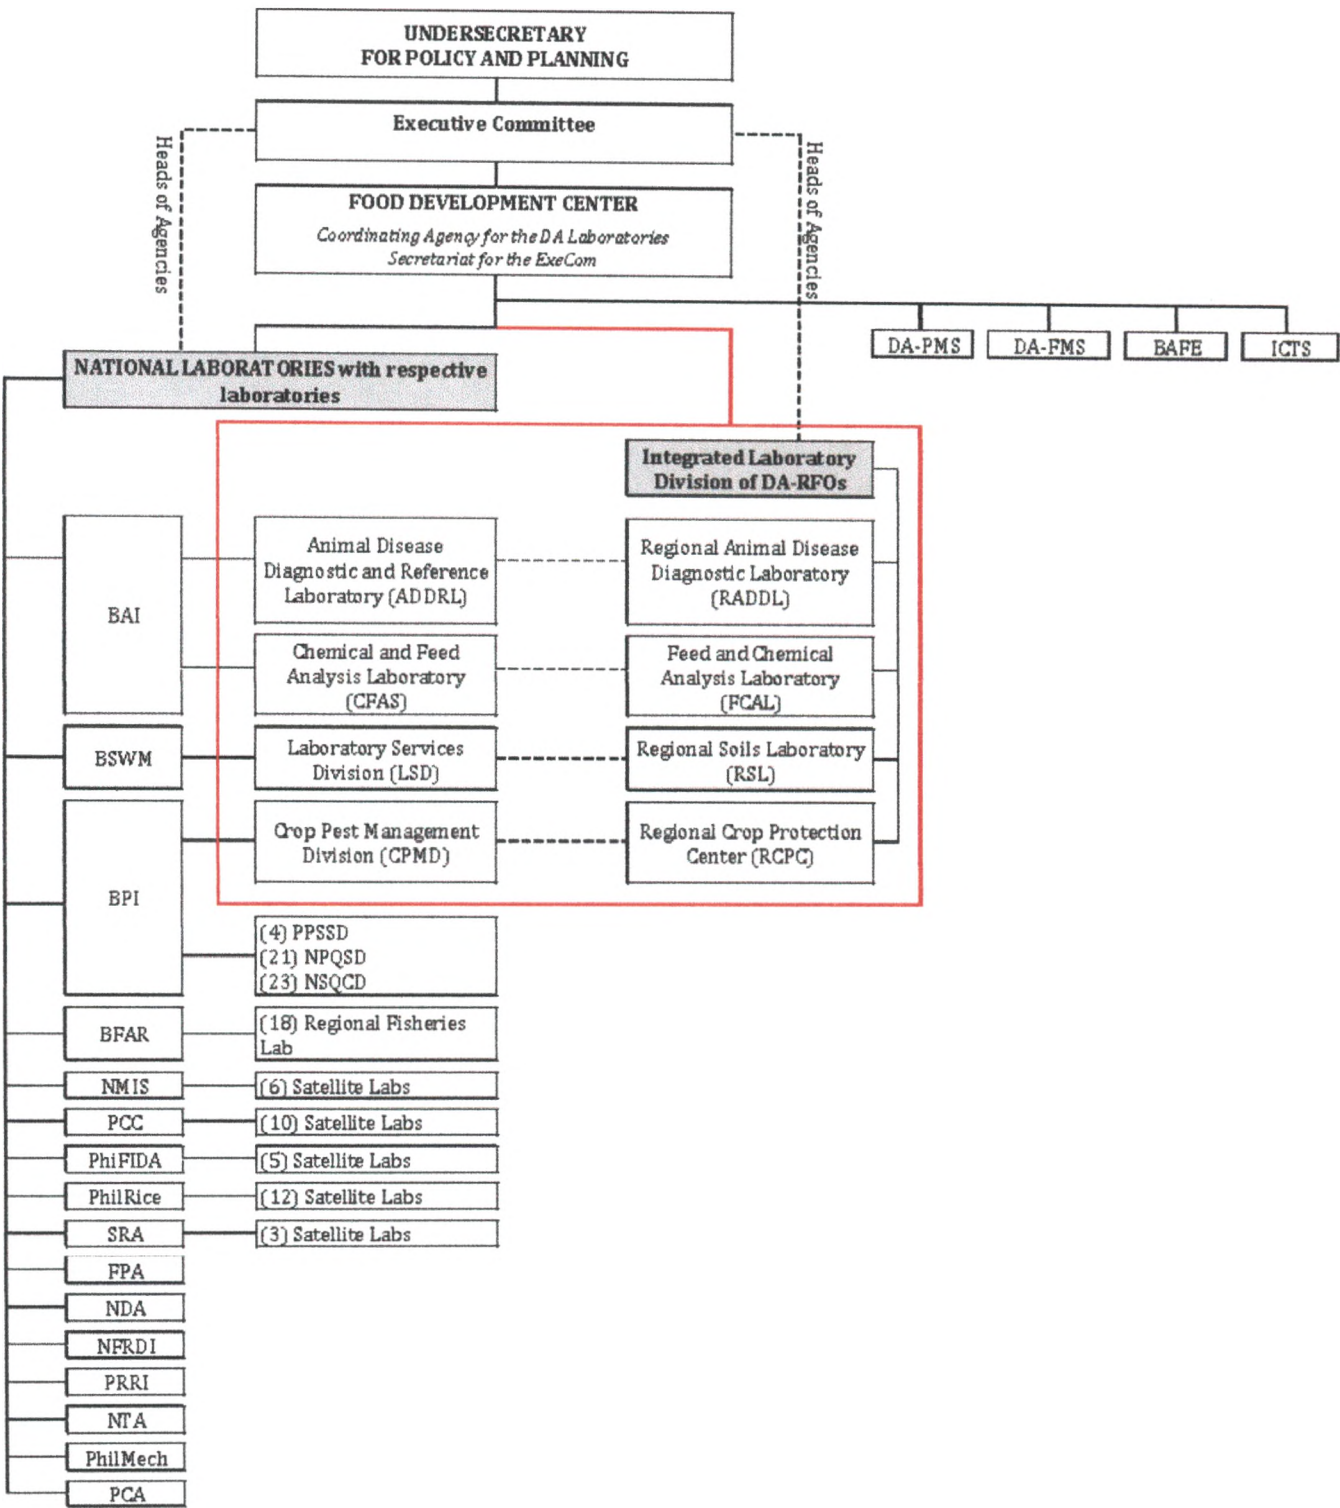 UNDERSECRETARY
FOR POLICY AND PLANNING
Executive Committee
Heads of Agencies
Heads of Agencies
FOOD DEVELOPMENT CENTER
Coordinating Agency for the DA Laboratories
Secretariat for the ExeCom
DA-PMS
DA-FMS
BAFE
ICTS
NATIONAL LABORATORIES with respective
laboratories
Integrated Laboratory
Division of DA-RFOs
BAI
Animal Disease
Diagnostic and Reference
Laboratory (ADDRL)
Regional Animal Disease
Diagnostic Laboratory
(RADDL)
Chemical and Feed
Analysis Laboratory
(CFAS)
Feed and Chemical
Analysis Laboratory
(FCAL)
BSWM
Laboratory Services
Division (LSD)
Regional Soils Laboratory
(RSL)
BPI
Crop Pest Management
Division (CPMD)
Regional Crop Protection
Center (RCPC)
(4) PPSSD
(21) NPQSD
(23) NSQCD
BFAR
(18) Regional Fisheries
Lab
NMIS
(6) Satellite Labs
PCC
(10) Satellite Labs
PhiFIDA
(5) Satellite Labs
PhilRice
(12) Satellite Labs
SRA
(3) Satellite Labs
FPA
NDA
NFRDI
PRRI
NTA
PhilMech
PCA